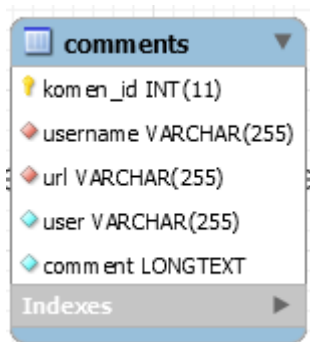 comments
komen_id INT(11)
username VARCHAR(255)
url VARCHAR(255)
user VARCHAR(255)
comment LONGTEXT
Indexes